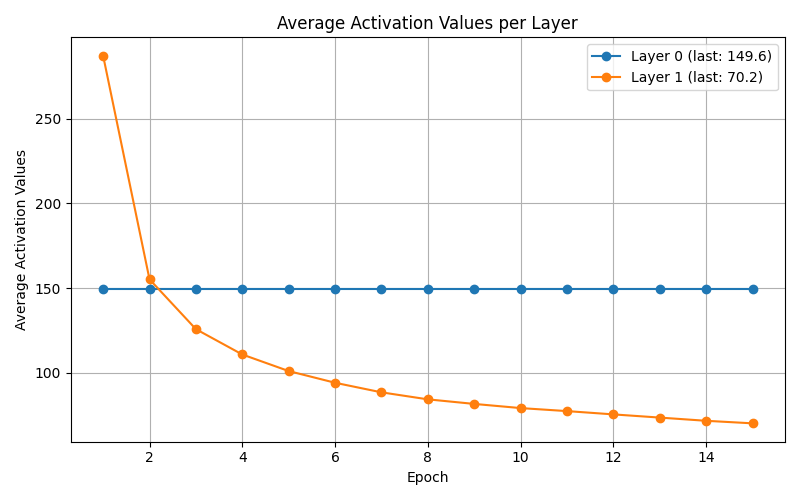 Average Activation Values per Layer
Layer 0 (last: 149.6)
Layer 1 (last: 70.2)
Average Activation Values
250
200
150
100
2 4 6 8 10 12 14
Epoch